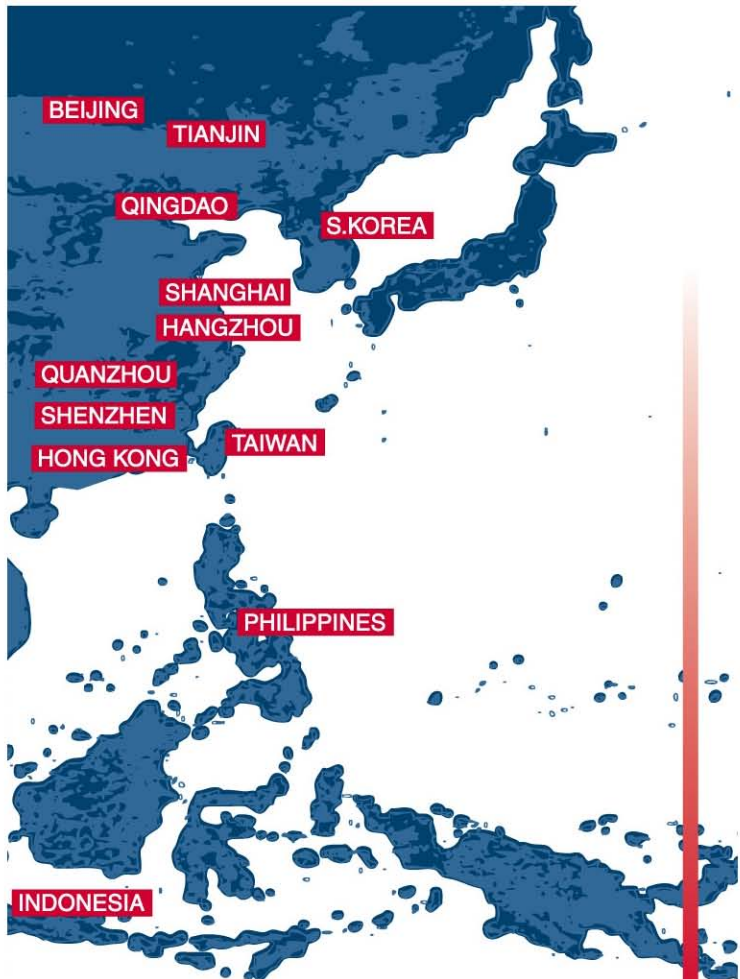 BEIJING
TIANJIN
QINGDAO
S.KOREA
SHANGHAI
HANGZHOU
QUANZHOU
SHENZHEN
TAIWAN
HONG KONG
PHILIPPINES
INDONESIA